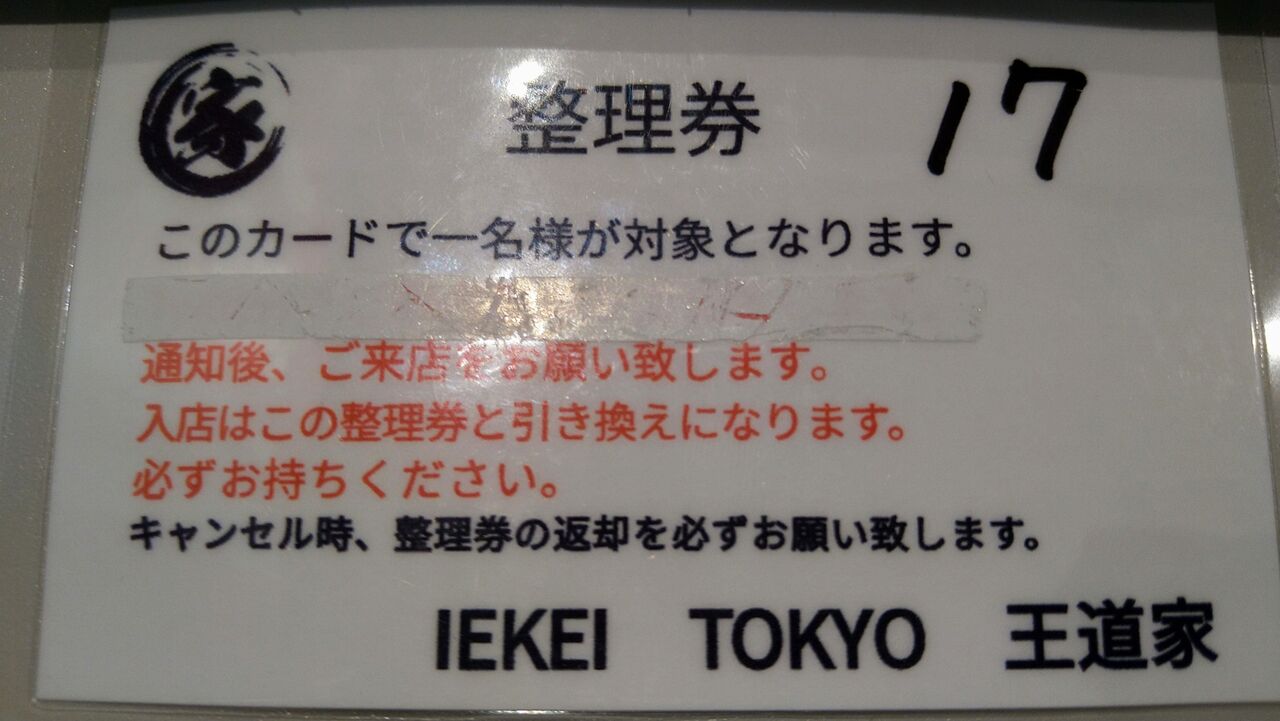 家
整理券 17
このカードで一名様が対象となります。
通知後、ご来店をお願い致します。
入店はこの整理券と引き換えになります。
必ずお持ちください。
キャンセル時、整理券の返却を必ずお願い致します。
IEKEI TOKYO 王道家